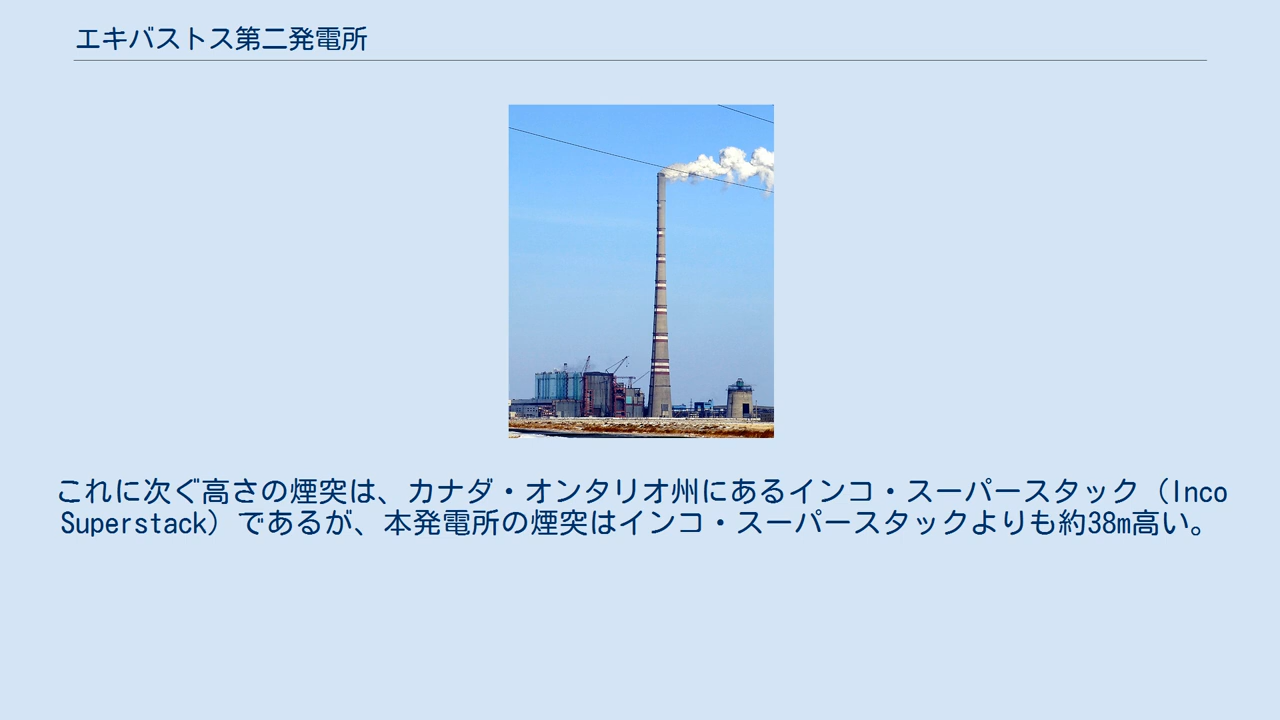 エキバストス第二発電所
これに次ぐ高さの煙突は、カナダ・オンタリオ州にあるインコ・スーパースタック（Inco
Superstack）であるが、本発電所の煙突はインコ・スーパースタックよりも約38m高い。